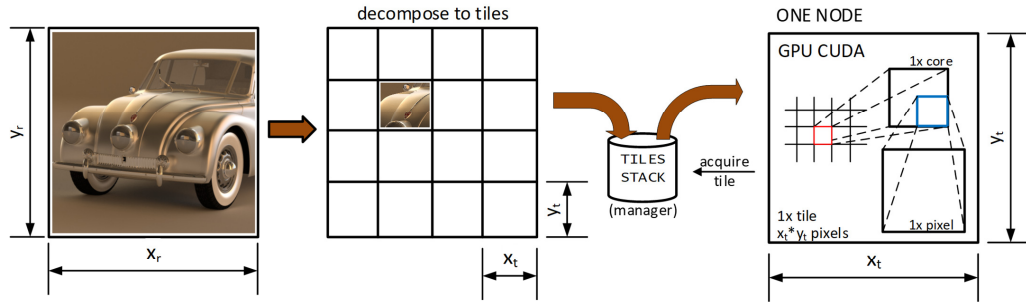 decompose to tiles
ONE NODE
GPU CUDA
1x core
yᵣ
TILES
STACK
(manager)
acquire
tile
yₜ
yₜ
1x tile
xₜ*yₜ pixels
1x pixel
xᵣ
xₜ
xₜ